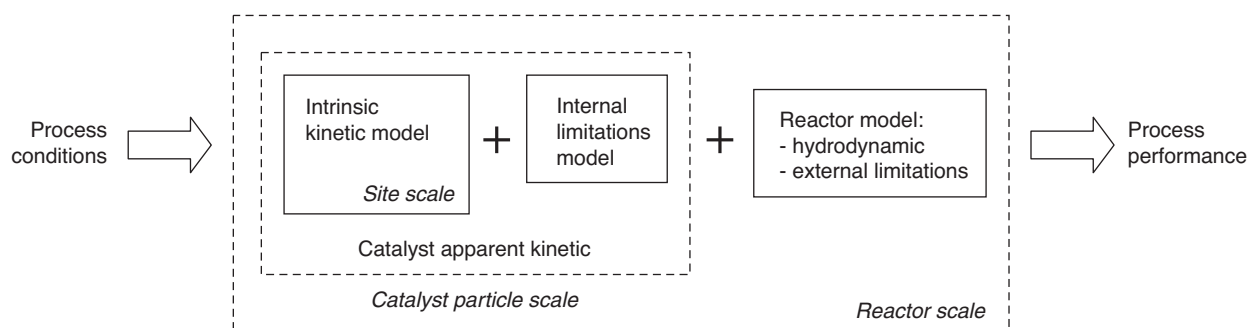 Process
conditions
Intrinsic
kinetic model
Site scale
+
Internal
limitations
model
Catalyst apparent kinetic
Catalyst particle scale
+
Reactor model:
- hydrodynamic
- external limitations
Reactor scale
Process
performance